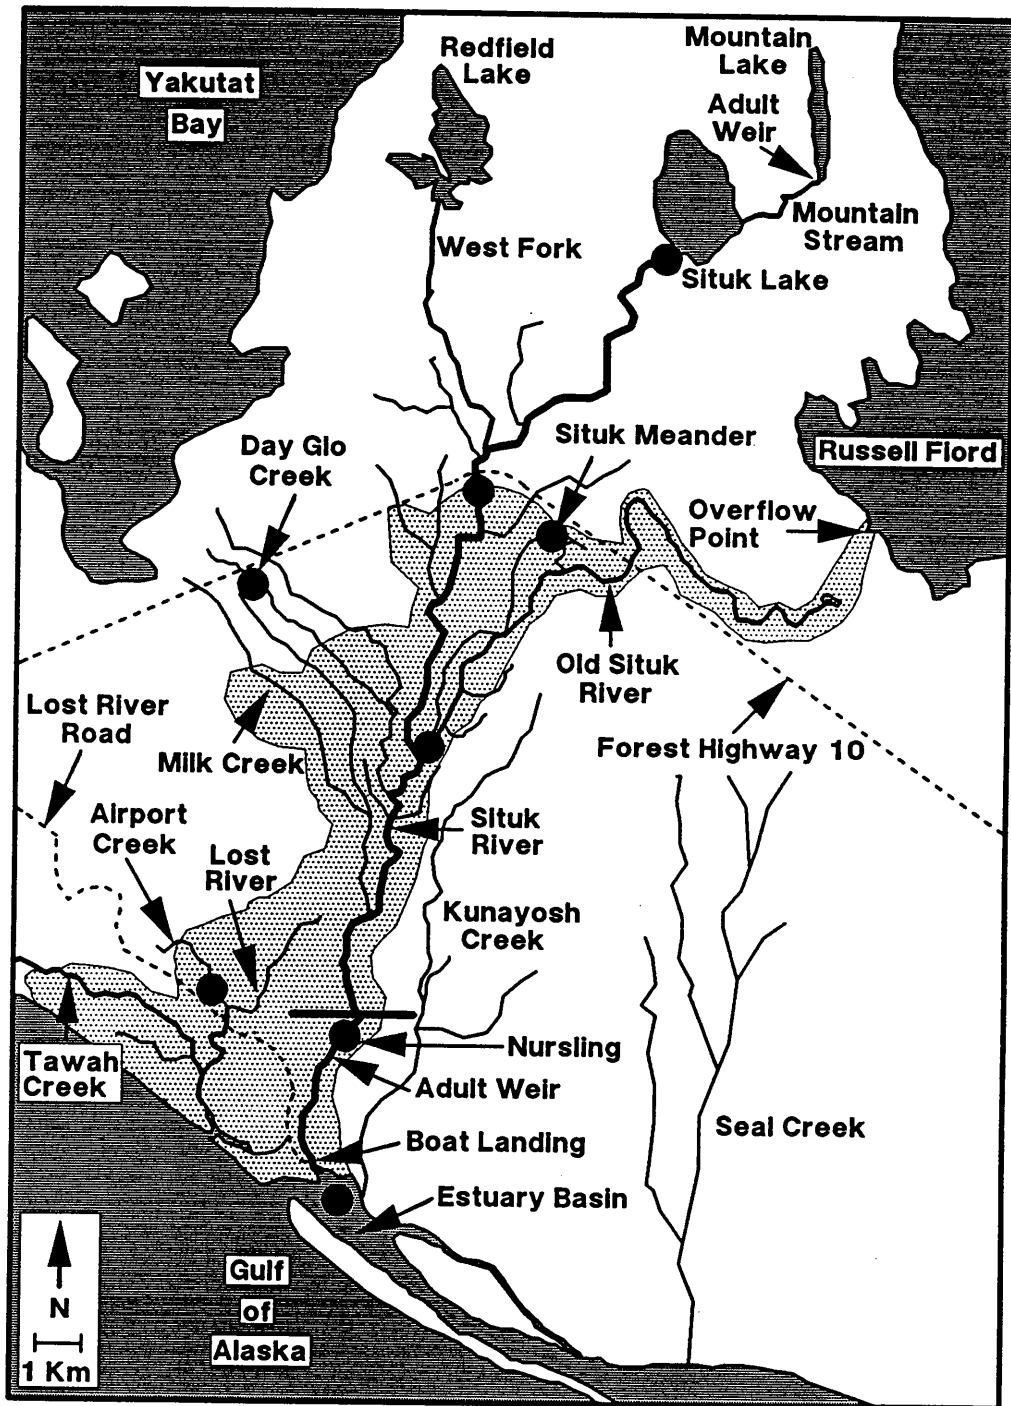 Redfield
Lake
Mountain
Lake
Yakutat
Bay
Adult
Weir
Mountain
Stream
West Fork
Situk Lake
Day Glo
Creek
Situk Meander
Russell Fiord
Overflow
Point
Old Situk
River
Lost River
Road
Milk Creek
Forest Highway 10
Airport
Creek
Situk
River
Lost
River
Kunayosh
Creek
Nursling
Tawah
Creek
Adult Weir
Seal Creek
Boat Landing
Estuary Basin
Gulf
of
Alaska
N
1 Km